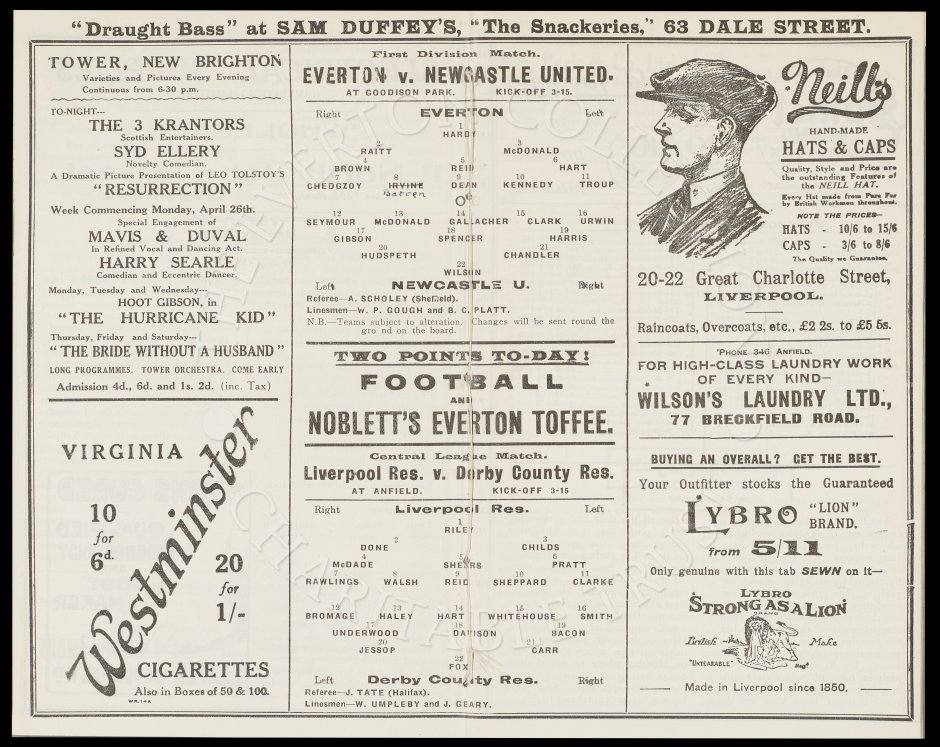 "Draught Bass" at SAM DUFFEY'S, "The Snackeries," 63 DALE STREET.
TOWER, NEW BRIGHTON
Varieties and Pictures Every Evening
Continuous from 6-30 p.m.
TO-NIGHT—
THE 3 KRANTORS
Scottish Entertainers.
SYD ELLERY
Novelty Comedian.
A Dramatic Picture Presentation of LEO TOLSTOY'S
"RESURRECTION"
Week Commencing Monday, April 26th.
Special Engagement of
MAVIS & DUVAL
In Refined Vocal and Dancing Act.
HARRY SEARLE
Comedian and Eccentric Dancer.
Monday, Tuesday and Wednesday—
HOOT GIBSON, in
"THE HURRICANE KID"
Thursday, Friday and Saturday—
"THE BRIDE WITHOUT A HUSBAND"
LONG PROGRAMMES. TOWER ORCHESTRA. COME EARLY
Admission 4d., 6d. and 1s. 2d. (inc. Tax)
VIRGINIA
Westminster
10
for
6d.
20
for
1/-
CIGARETTES
Also in Boxes of 50 & 100.
W.R. 14A
First Division Match.
EVERTON v. NEWCASTLE UNITED.
AT GOODISON PARK. KICK-OFF 3-15.
Right EVERTON Left
1
HARDY
2 3
RAITT McDONALD
4 5 6
BROWN REID HART
7 8 9 10 11
CHEDGZOY IRVINE DEAN KENNEDY TROUP
12 13 14 15 16
SEYMOUR McDONALD GALLACHER CLARK URWIN
17 18 19
GIBSON SPENCER HARRIS
20 21
HUDSPETH CHANDLER
22
WILSON
Left NEWCASTLE U. Right
Referee—A. SCHOLEY (Sheffield).
Linesmen—W. P. GOUGH and B. C. PLATT.
N.B.—Teams subject to alteration. Changes will be sent round the
ground on the board.
TWO POINTS TO-DAY!
FOOTBALL
AND
NOBLETT'S EVERTON TOFFEE.
Central League Match.
Liverpool Res. v. Derby County Res.
AT ANFIELD. KICK-OFF 3-15
Right Liverpool Res. Left
1
RILEY
2 3
DONE CHILDS
4 5 6
McDADE SHEARS PRATT
7 8 9 10 11
RAWLINGS WALSH REID SHEPPARD CLARKE
12 13 14 15 16
BROMAGE HALEY HART WHITEHOUSE SMITH
17 18 19
UNDERWOOD DAVISON BACON
20 21
JESSOP CARR
22
FOX
Left Derby County Res. Right
Referee—J. TATE (Halifax).
Linesmen—W. UMPLEBY and J. GEARY.
Neill's
HAND-MADE
HATS & CAPS
Quality, Style and Price are
the outstanding Features of
the NEILL HAT.
Every Hat made from Pure Fur
by British Workmen throughout.
NOTE THE PRICES—
HATS - 10/6 to 15/6
CAPS - 3/6 to 8/6
The Quality we Guarantee.
20-22 Great Charlotte Street,
LIVERPOOL.
Raincoats, Overcoats, etc., £2 2s. to £5 5s.
'PHONE 346 ANFIELD.
FOR HIGH-CLASS LAUNDRY WORK
OF EVERY KIND—
WILSON'S LAUNDRY LTD.,
77 BRECKFIELD ROAD.
BUYING AN OVERALL? GET THE BEST.
Your Outfitter stocks the Guaranteed
LYBRO "LION"
BRAND.
from 5/11
Only genuine with this tab SEWN on it—
LYBRO
STRONG AS A LION
BRAND
British Make
"UNTEARABLE" Regd
Made in Liverpool since 1850.